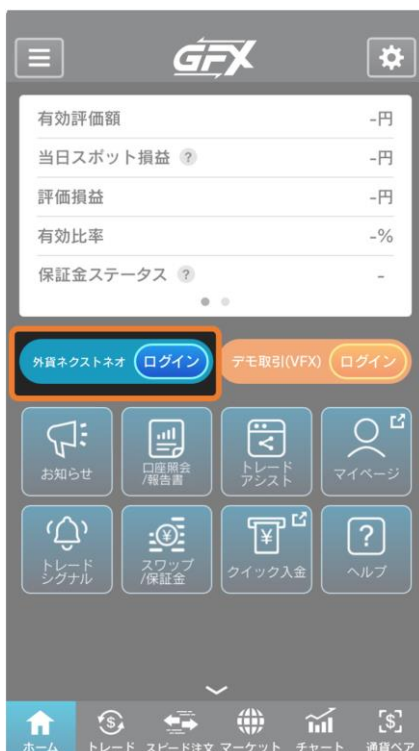 GFX
有効評価額 -円
当日スポット損益 ? -円
評価損益 -円
有効比率 -%
保証金ステータス ? -
外貨ネクストネオ ログイン デモ取引(VFX) ログイン
お知らせ
口座照会
/報告書
トレード
アシスト
マイページ
トレード
シグナル
スワップ
/保証金
クイック入金
ヘルプ
ホーム トレード スピード注文 マーケット チャート 通貨ペア